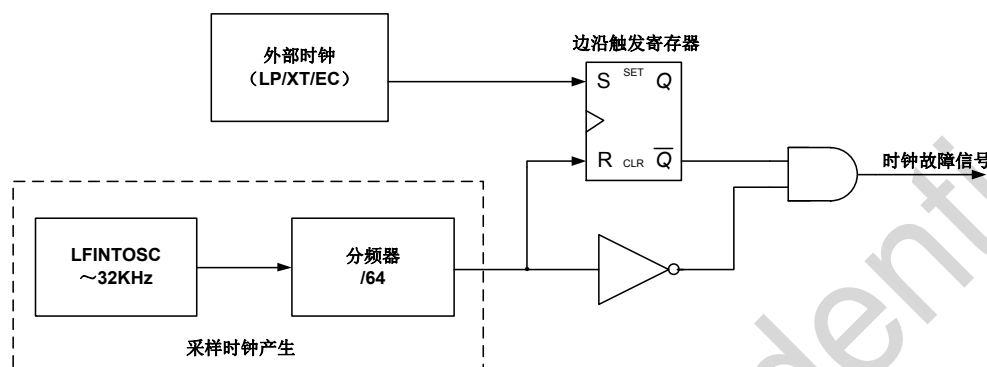 外部时钟
（LP/XT/EC）
边沿触发寄存器
S SET Q
R CLR Q
时钟故障信号
LFINTOSC
～32KHz
分频器
/64
采样时钟产生